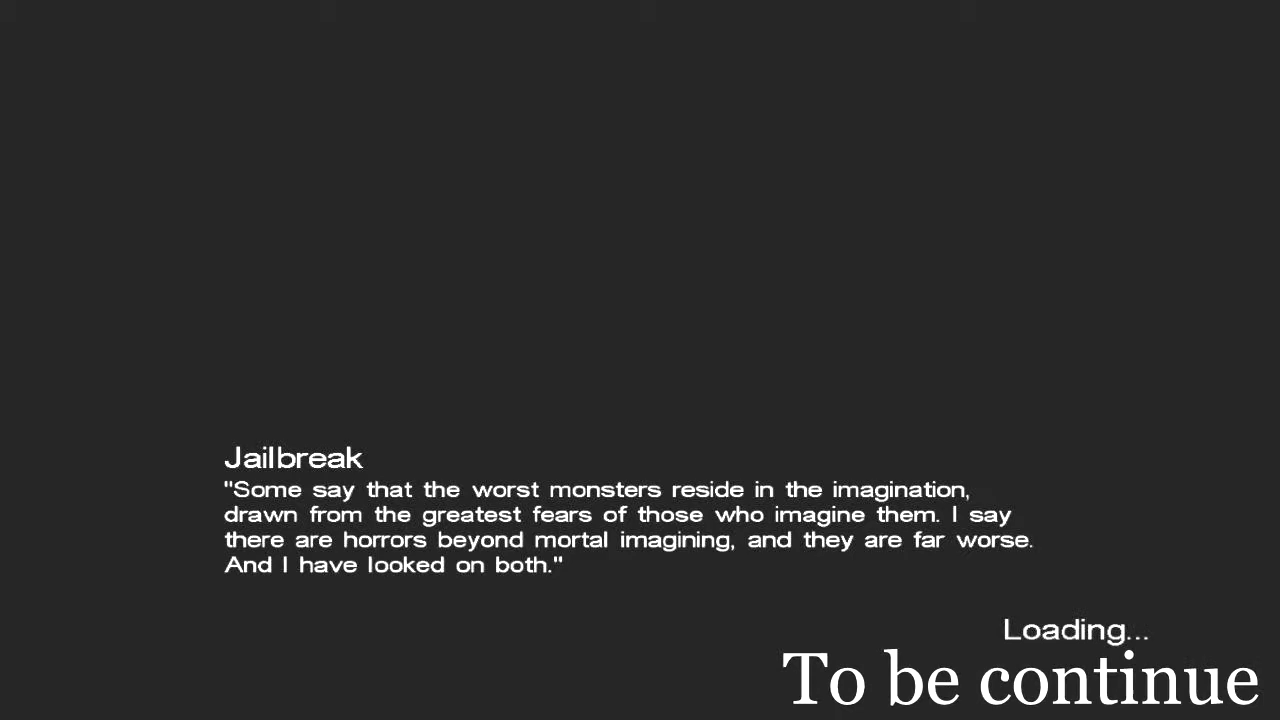 Jailbreak
"Some say that the worst monsters reside in the imagination,
drawn from the greatest fears of those who imagine them. I say
there are horrors beyond mortal imagining, and they are far worse.
And I have looked on both."
Loading...
To be continue